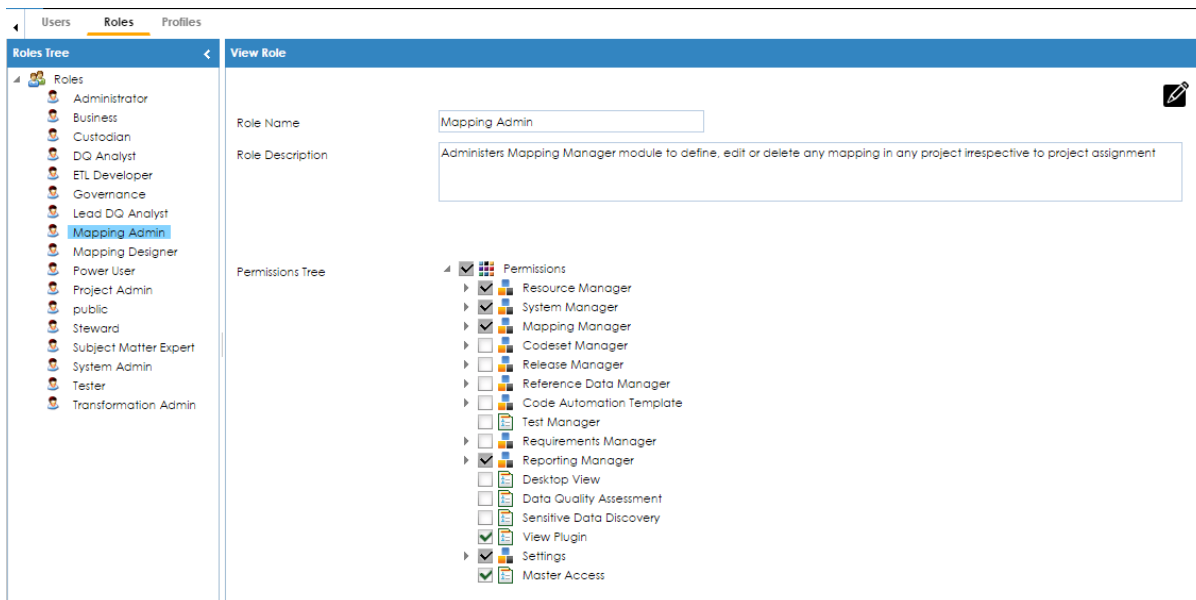 Users Roles Profiles
Roles Tree
View Role
Roles
Administrator
Business
Custodian
DQ Analyst
ETL Developer
Governance
Lead DQ Analyst
Mapping Admin
Mapping Designer
Power User
Project Admin
public
Steward
Subject Matter Expert
System Admin
Tester
Transformation Admin
Role Name
Mapping Admin
Role Description
Administers Mapping Manager module to define, edit or delete any mapping in any project irrespective to project assignment
Permissions Tree
Permissions
Resource Manager
System Manager
Mapping Manager
Codeset Manager
Release Manager
Reference Data Manager
Code Automation Template
Test Manager
Requirements Manager
Reporting Manager
Desktop View
Data Quality Assessment
Sensitive Data Discovery
View Plugin
Settings
Master Access